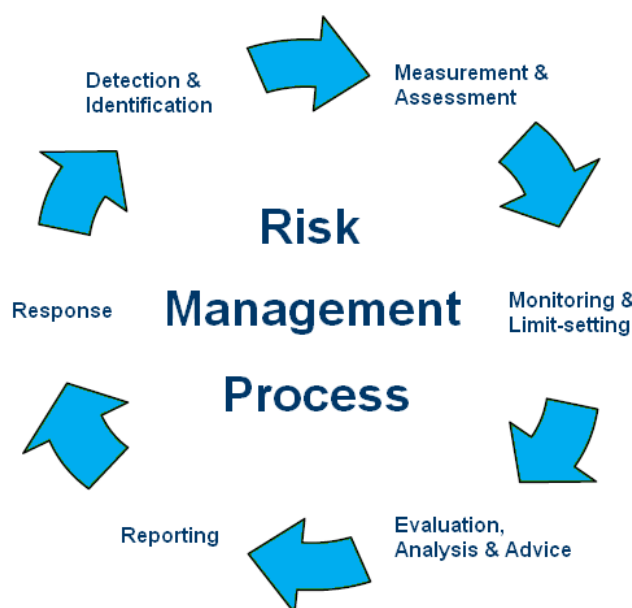 Detection &
Identification
Measurement &
Assessment
Risk
Management
Process
Monitoring &
Limit-setting
Evaluation,
Analysis & Advice
Reporting
Response